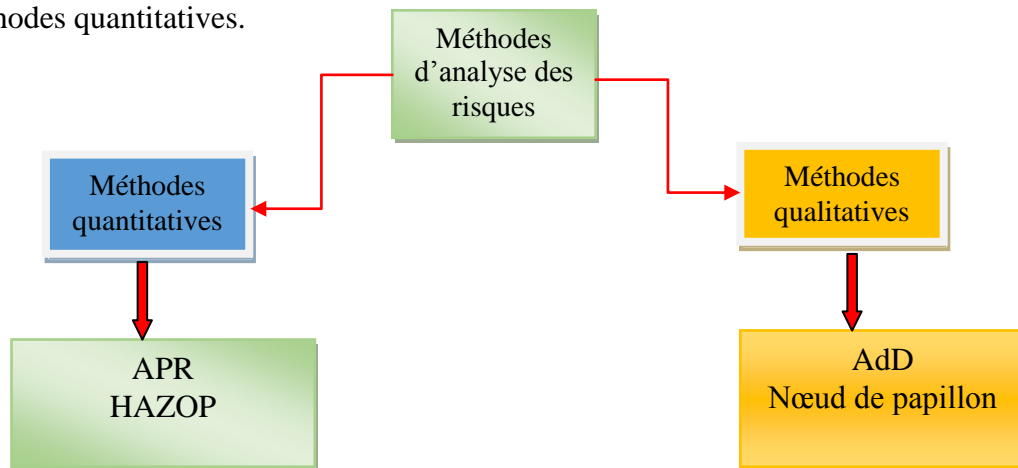 hodes quantitatives.
Méthodes
d’analyse des
risques
Méthodes
quantitatives
Méthodes
qualitatives
APR
HAZOP
AdD
Nœud de papillon